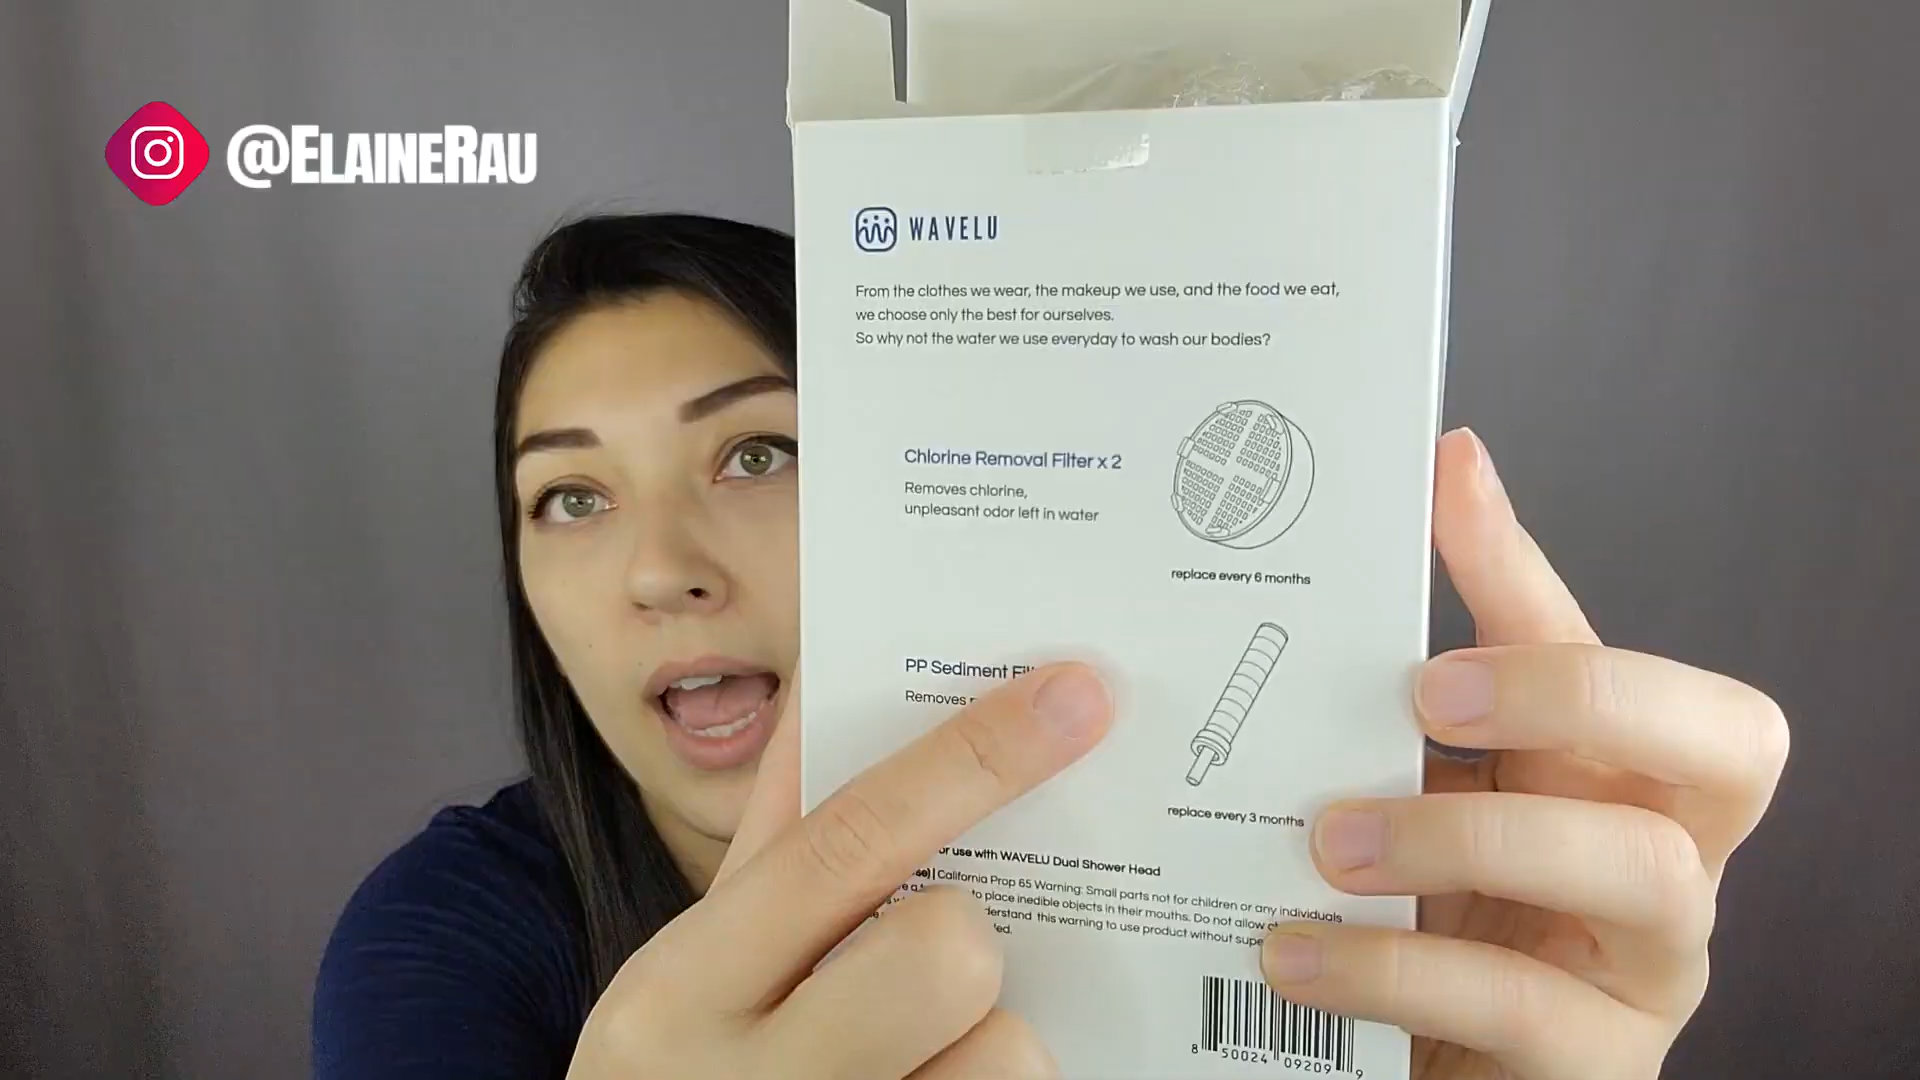 @ELAINERAU
WAVELU
From the clothes we wear, the makeup we use, and the food we eat,
we choose only the best for ourselves.
So why not the water we use everyday to wash our bodies?
Chlorine Removal Filter x 2
Removes chlorine,
unpleasant odor left in water
replace every 6 months
PP Sediment
Removes
replace every 3 months
use with WAVELU Dual Shower Head
California Prop 65 Warning: Small parts not for children or any individuals
to place inedible objects in their mouths. Do not allow
this warning to use product without
8 50024 09209 9